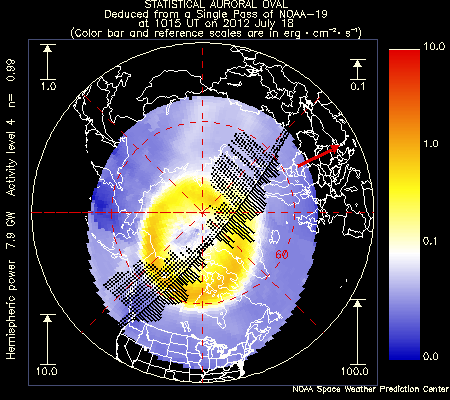 STATISTICAL AURORAL OVAL
Deduced from a Single Pass of NOAA-19
at 1015 UT on 2012 July 18
(Color bar and reference scales are in erg · cm⁻² · s⁻¹)
1.0
0.1
10.0
1.0
0.1
0.0
60
10.0
100.0
Hemispheric power 7.9 GW Activity level 4 n= 0.99
NOAA Space Weather Prediction Center